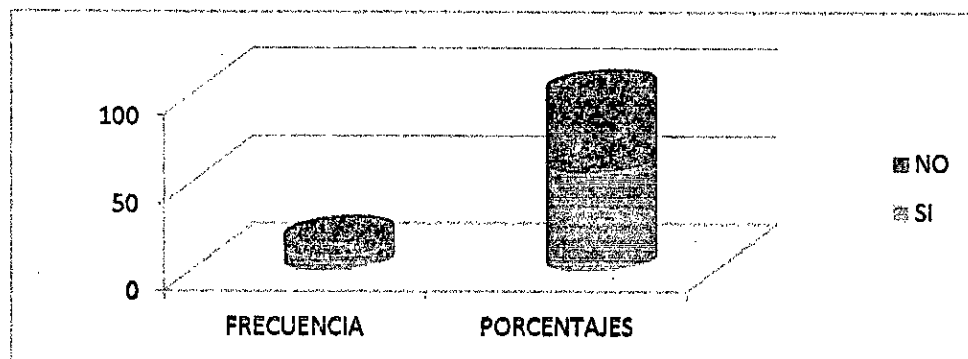 100
50
0
FRECUENCIA
PORCENTAJES
NO
SI